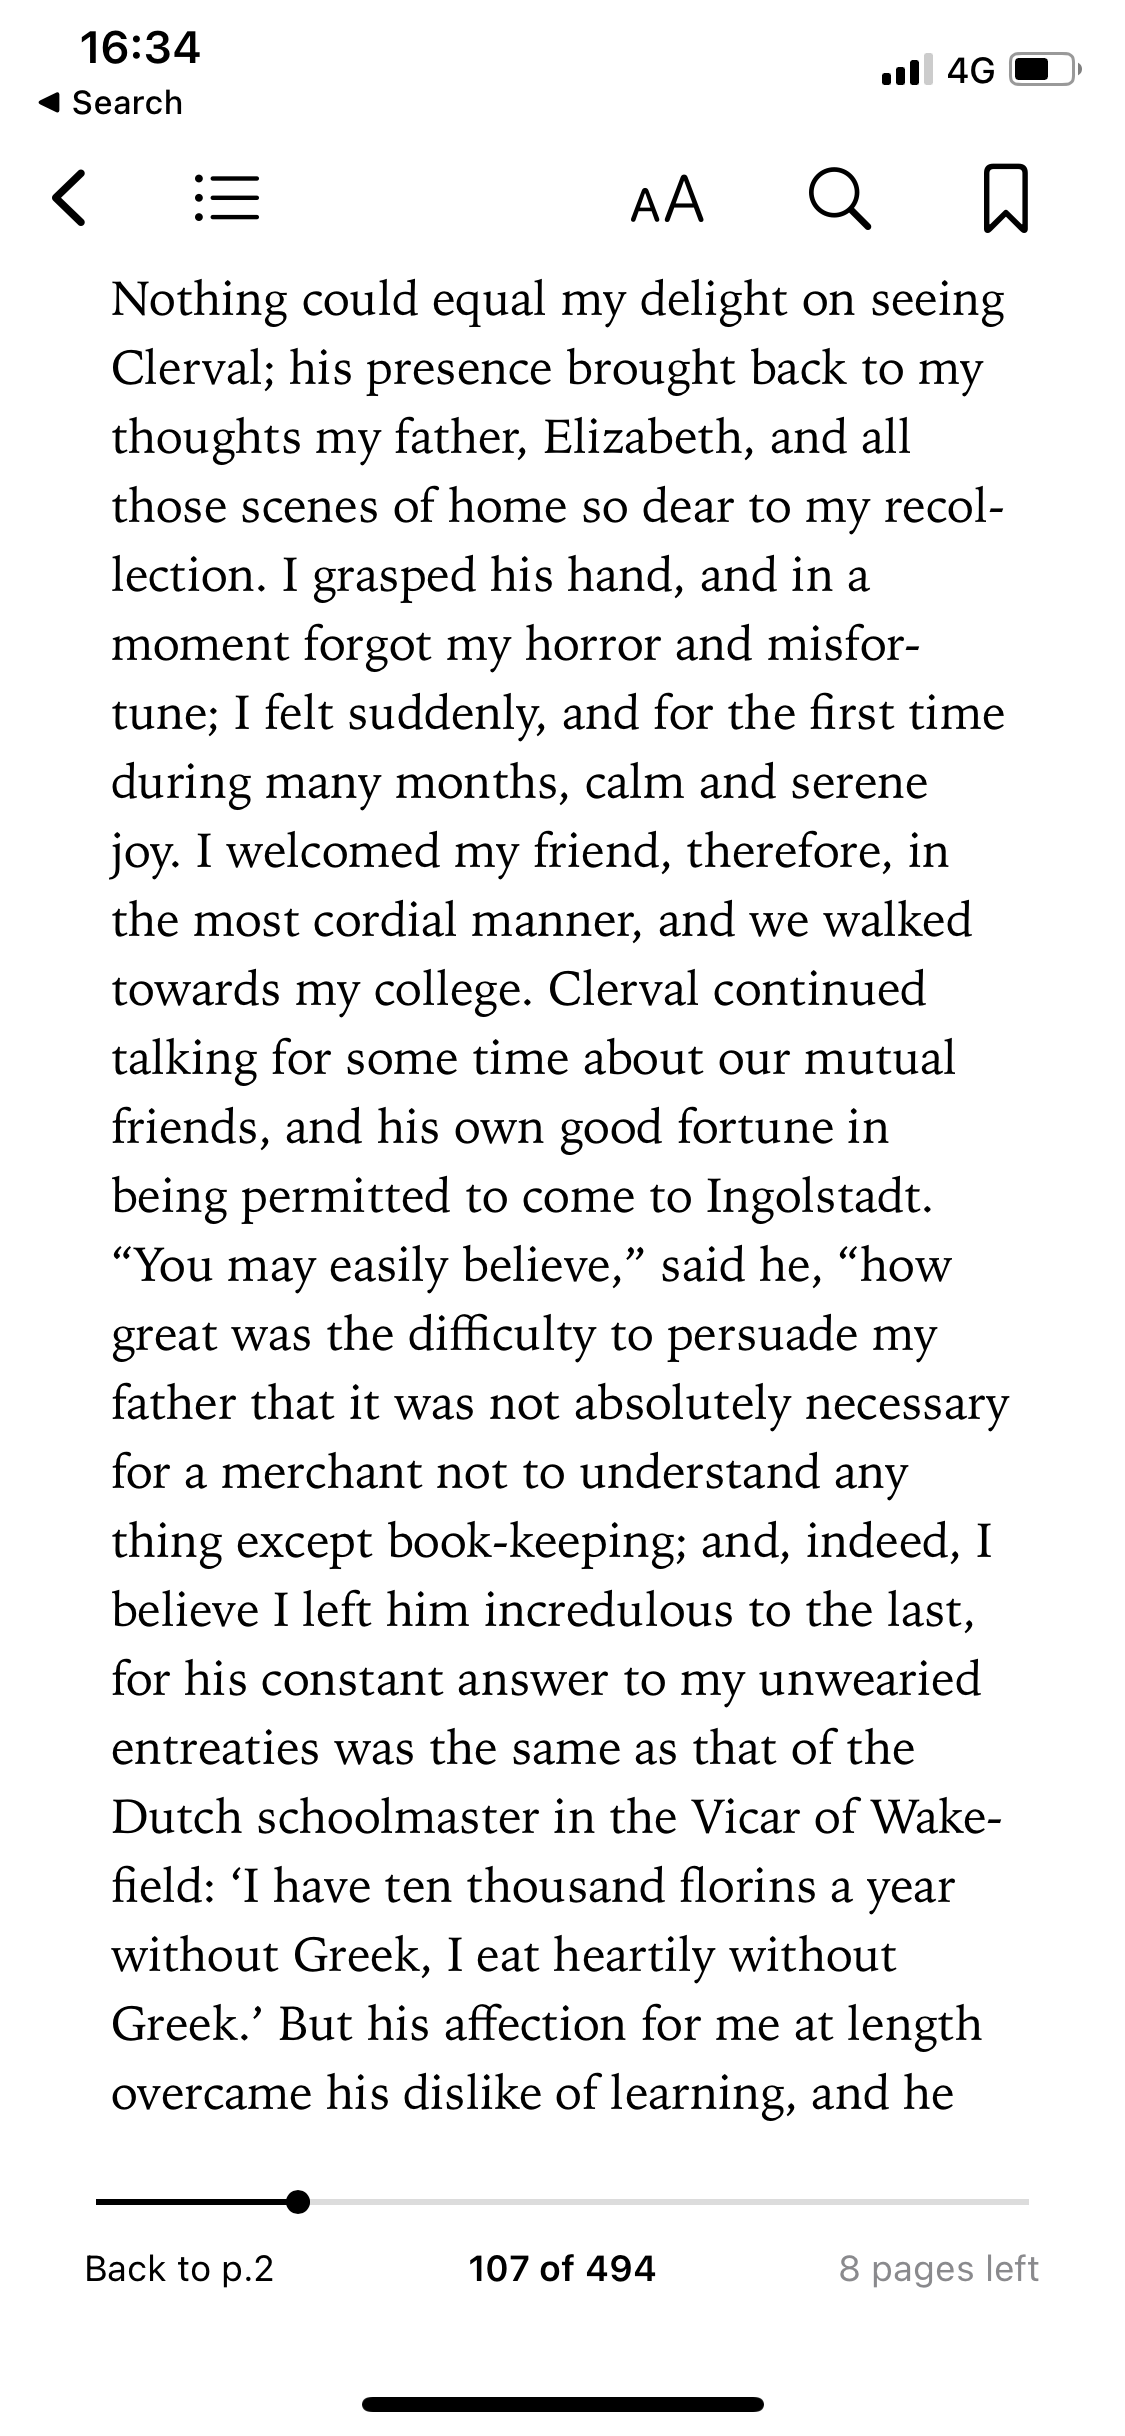 16:34
4G
◀ Search
AA
Nothing could equal my delight on seeing
Clerval; his presence brought back to my
thoughts my father, Elizabeth, and all
those scenes of home so dear to my recol-
lection. I grasped his hand, and in a
moment forgot my horror and misfor-
tune; I felt suddenly, and for the first time
during many months, calm and serene
joy. I welcomed my friend, therefore, in
the most cordial manner, and we walked
towards my college. Clerval continued
talking for some time about our mutual
friends, and his own good fortune in
being permitted to come to Ingolstadt.
“You may easily believe,” said he, “how
great was the difficulty to persuade my
father that it was not absolutely necessary
for a merchant not to understand any
thing except book-keeping; and, indeed, I
believe I left him incredulous to the last,
for his constant answer to my unwearied
entreaties was the same as that of the
Dutch schoolmaster in the Vicar of Wake-
field: ‘I have ten thousand florins a year
without Greek, I eat heartily without
Greek.’ But his affection for me at length
overcame his dislike of learning, and he
Back to p.2
107 of 494
8 pages left